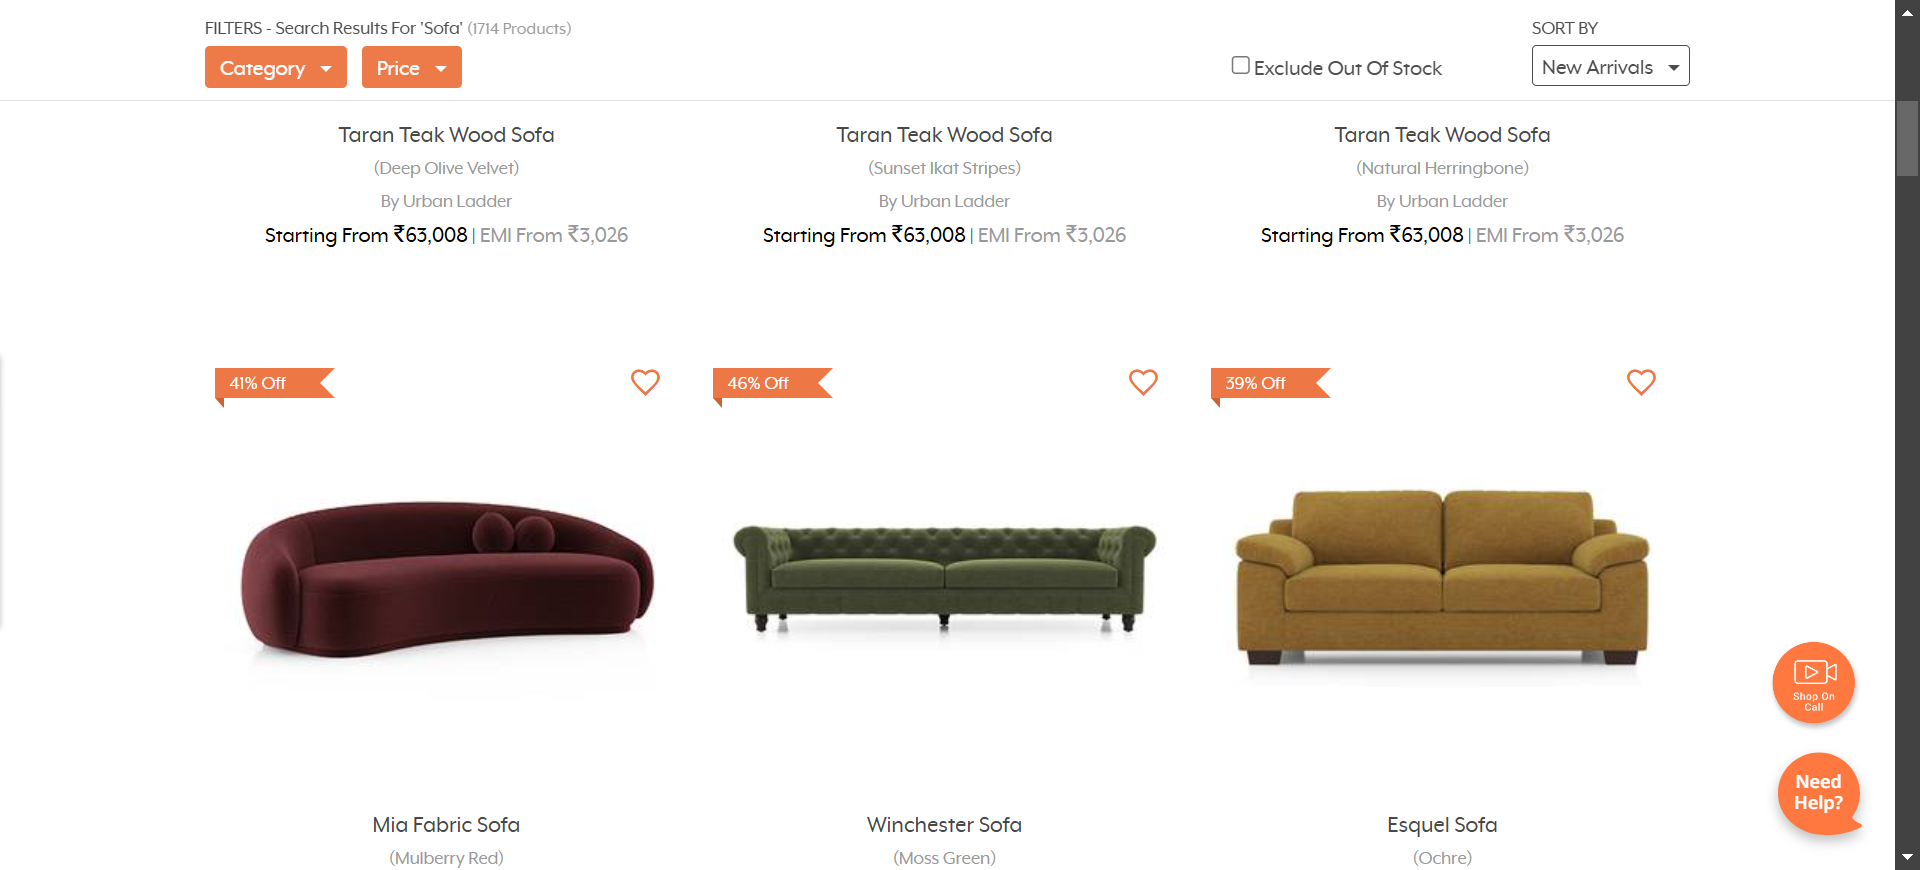 FILTERS - Search Results For 'Sofa' (1714 Products)
SORT BY
Category
Price
Exclude Out Of Stock
New Arrivals
Taran Teak Wood Sofa
(Deep Olive Velvet)
By Urban Ladder
Starting From ₹63,008 | EMI From ₹3,026
Taran Teak Wood Sofa
(Sunset Ikat Stripes)
By Urban Ladder
Starting From ₹63,008 | EMI From ₹3,026
Taran Teak Wood Sofa
(Natural Herringbone)
By Urban Ladder
Starting From ₹63,008 | EMI From ₹3,026
41% Off
46% Off
39% Off
Shop On
Call
Need
Help?
Mia Fabric Sofa
(Mulberry Red)
Winchester Sofa
(Moss Green)
Esquel Sofa
(Ochre)